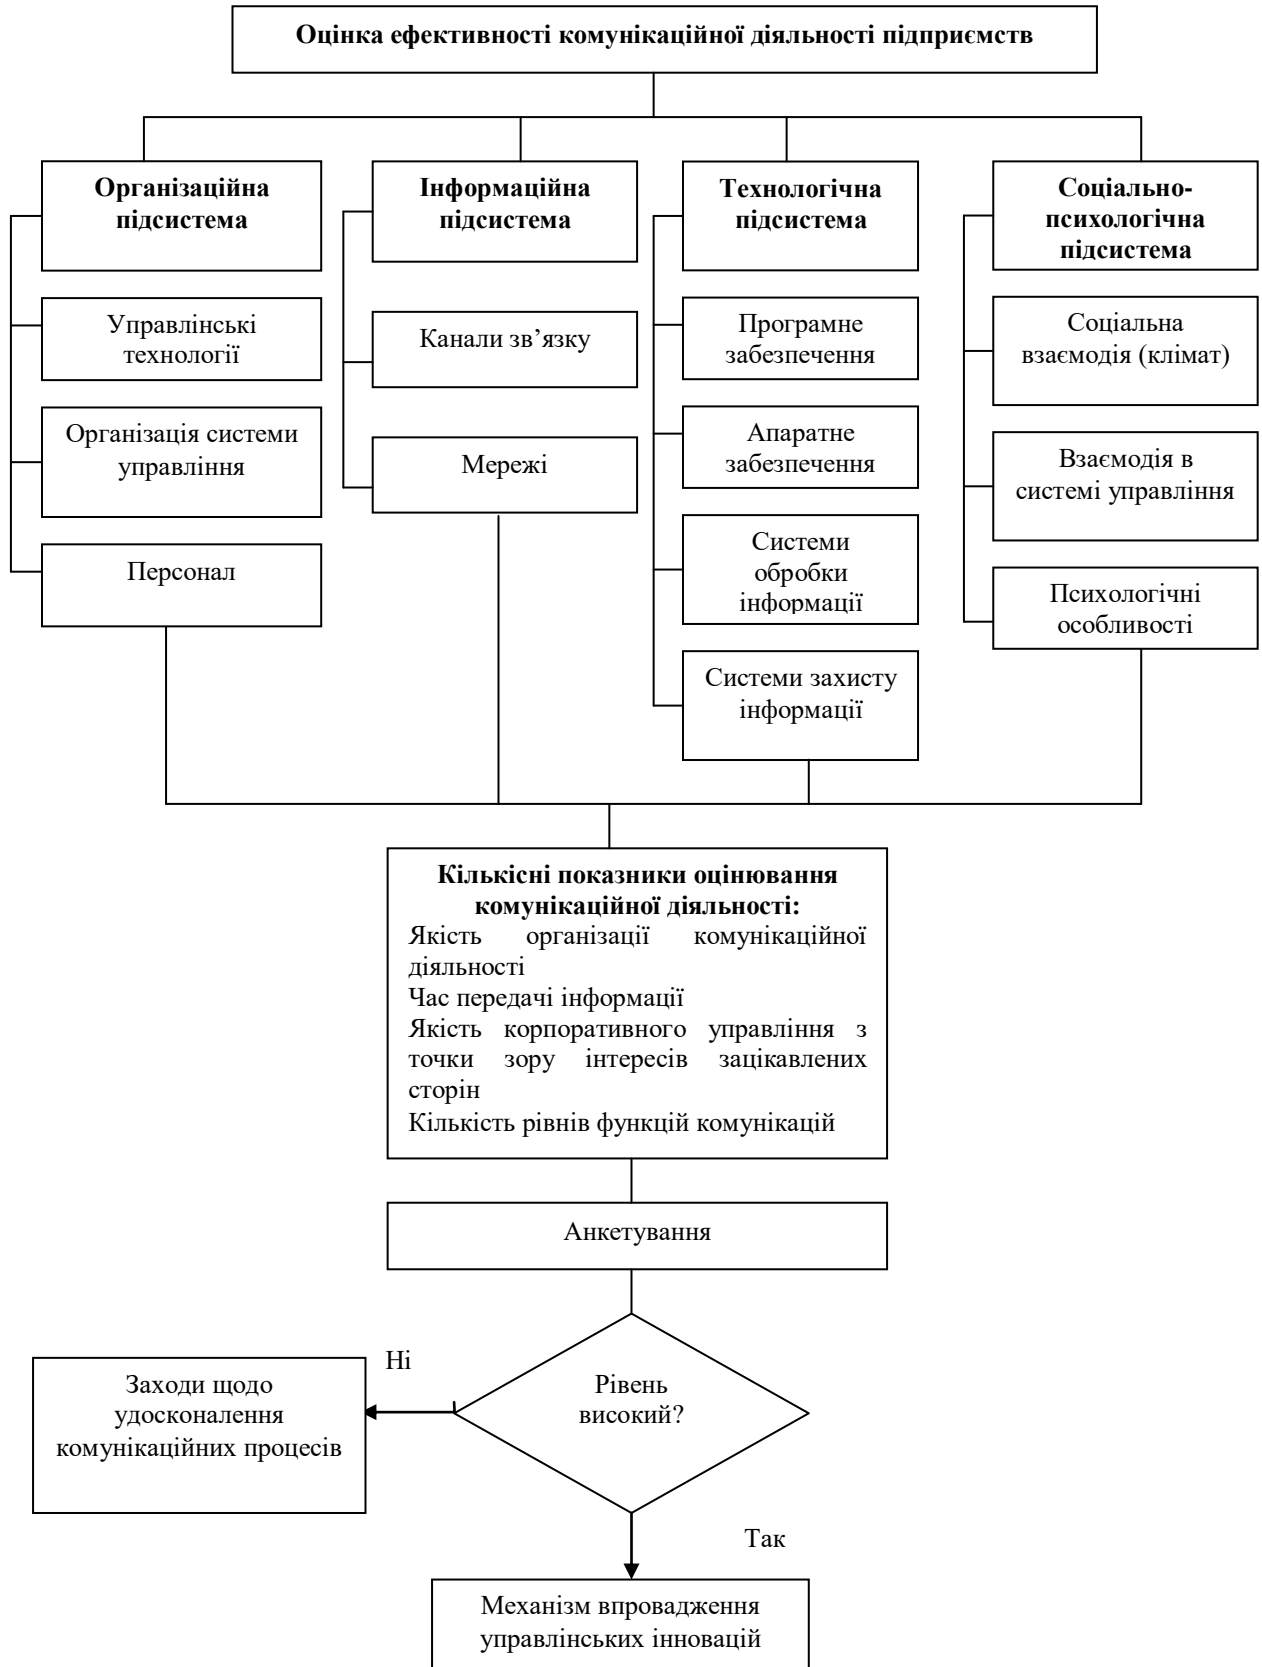 Оцінка ефективності комунікаційної діяльності підприємств
Організаційна
підсистема
Інформаційна
підсистема
Технологічна
підсистема
Соціально-
психологічна
підсистема
Управлінські
технології
Організація системи
управління
Персонал
Канали зв’язку
Мережі
Програмне
забезпечення
Апаратне
забезпечення
Системи
обробки
інформації
Системи захисту
інформації
Соціальна
взаємодія (клімат)
Взаємодія в
системі управління
Психологічні
особливості
Кількісні показники оцінювання
комунікаційної діяльності:
Якість організації комунікаційної
діяльності
Час передачі інформації
Якість корпоративного управління з
точки зору інтересів зацікавлених
сторін
Кількість рівнів функцій комунікацій
Анкетування
Рівень
високий?
Ні
Заходи щодо
удосконалення
комунікаційних процесів
Так
Механізм впровадження
управлінських інновацій